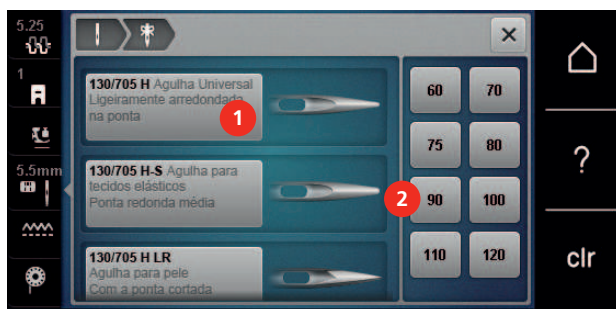 5.25
1
5.5mm
130/705 H Agulha Universal
Ligeiramente arredondada
na ponta
1
130/705 H-S Agulha para
tecidos elásticos
Ponta redonda média
2
130/705 H LR
Agulha para pele
Com a ponta cortada
60 70
75 80
90 100
110 120
?
clr